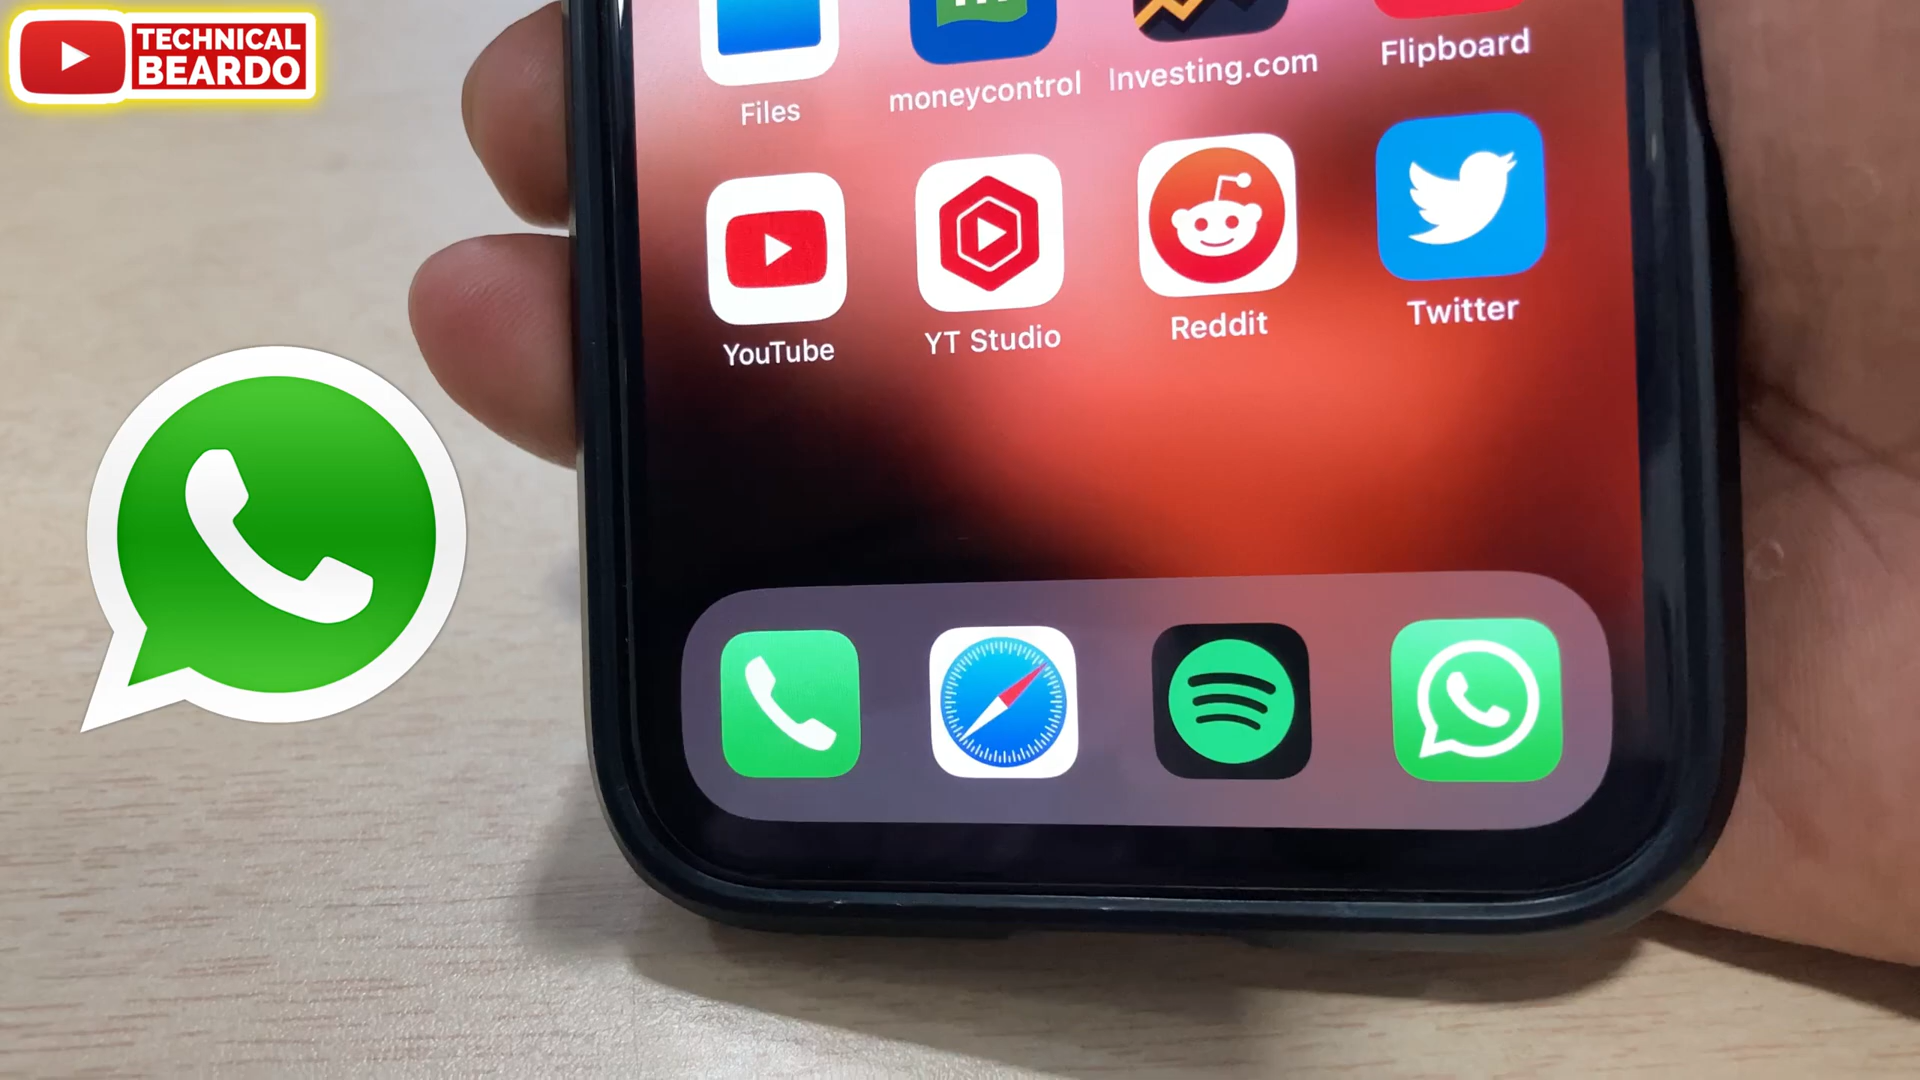 TECHNICAL
BEARDO
Files
moneycontrol
Investing.com
Flipboard
YouTube
YT Studio
Reddit
Twitter